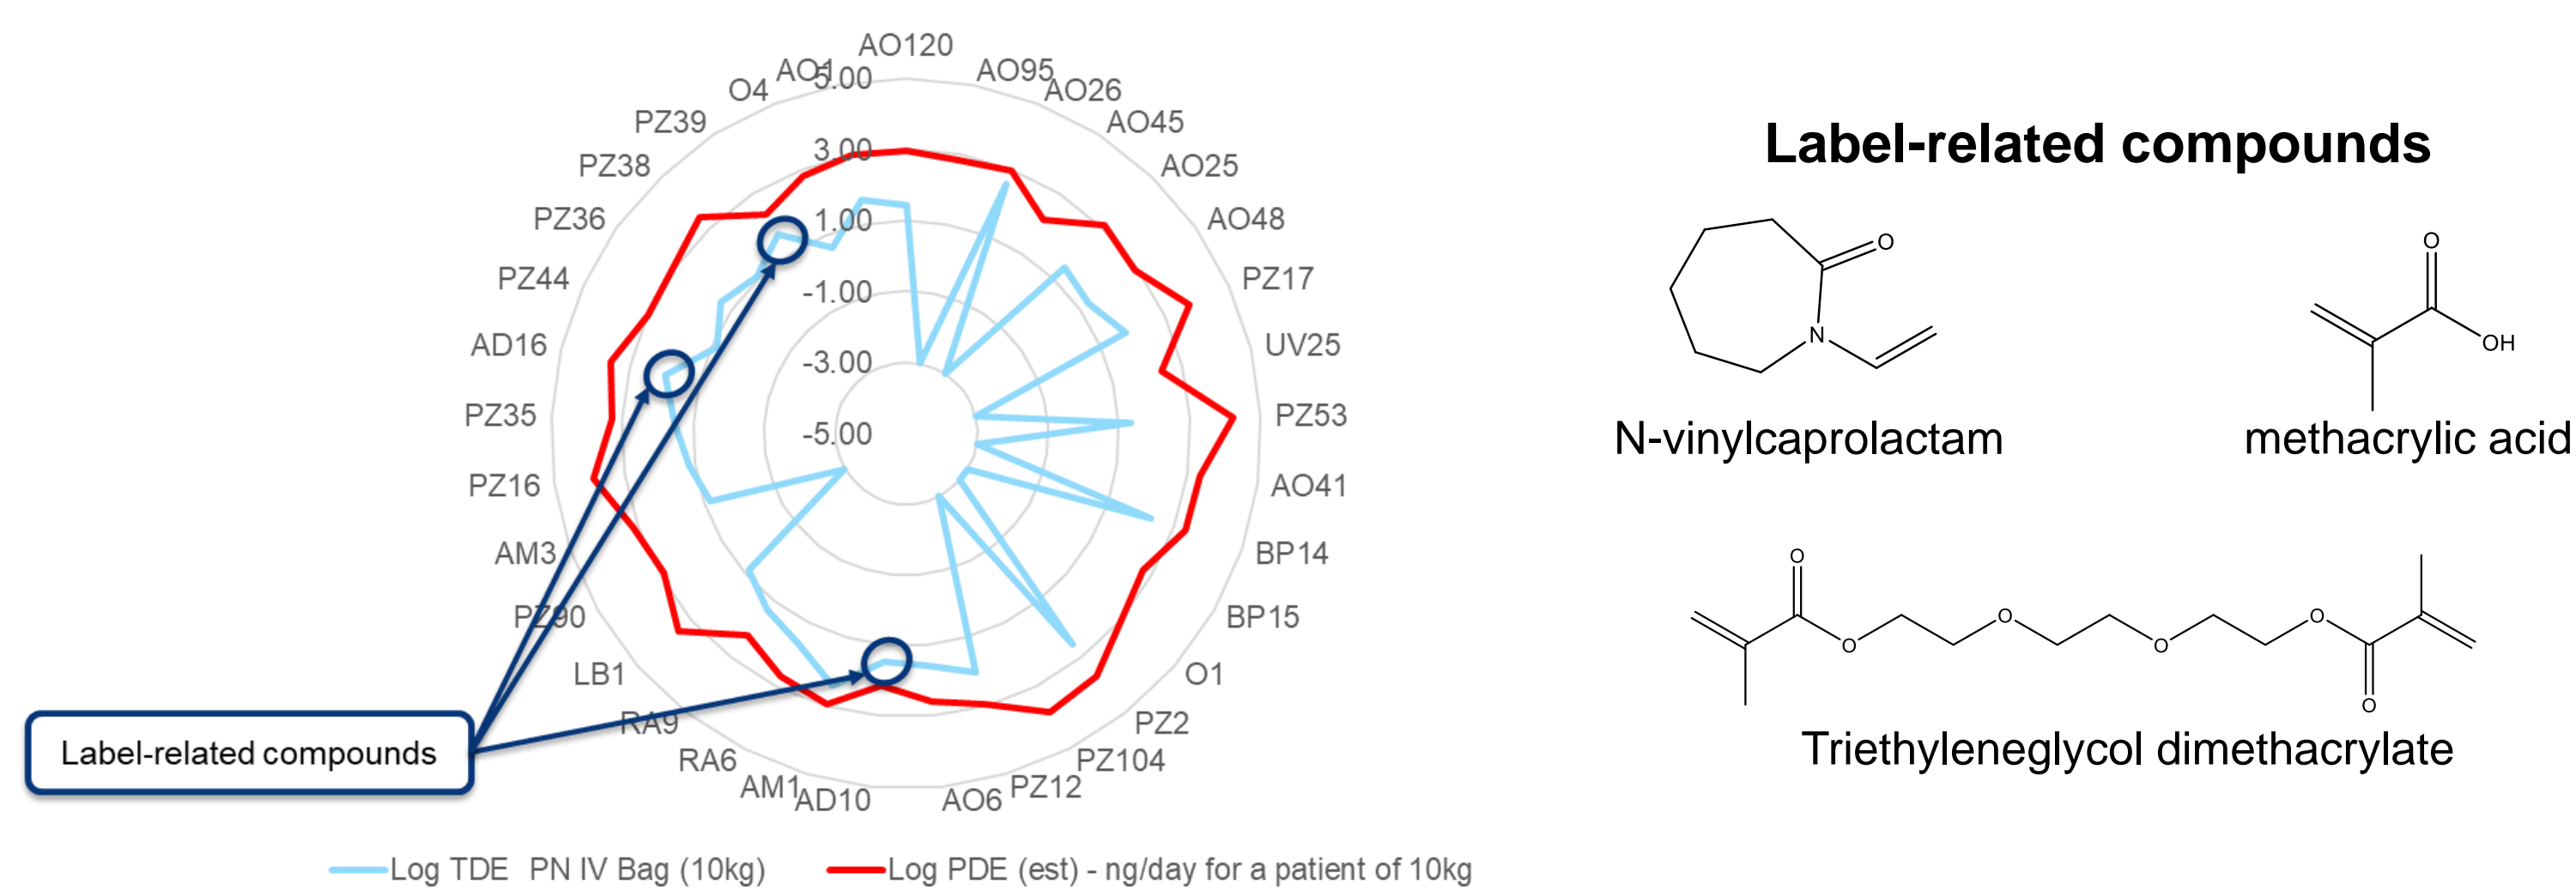 AO120
AO95
AO26
AO45
AO25
AO48
PZ17
UV25
PZ53
AO41
BP14
BP15
O1
PZ2
PZ104
PZ12
AO6
AD10
AM1
RA6
RA9
LB1
PZ90
AM3
PZ16
PZ35
AD16
PZ44
PZ36
PZ38
PZ39
O4
AO1
5.00
3.00
1.00
-1.00
-3.00
-5.00
Label-related compounds
Log TDE PN IV Bag (10kg)
Log PDE (est) - ng/day for a patient of 10kg
Label-related compounds
O
N
N-vinylcaprolactam
O
OH
methacrylic acid
O
O
O
O
O
O
Triethyleneglycol dimethacrylate